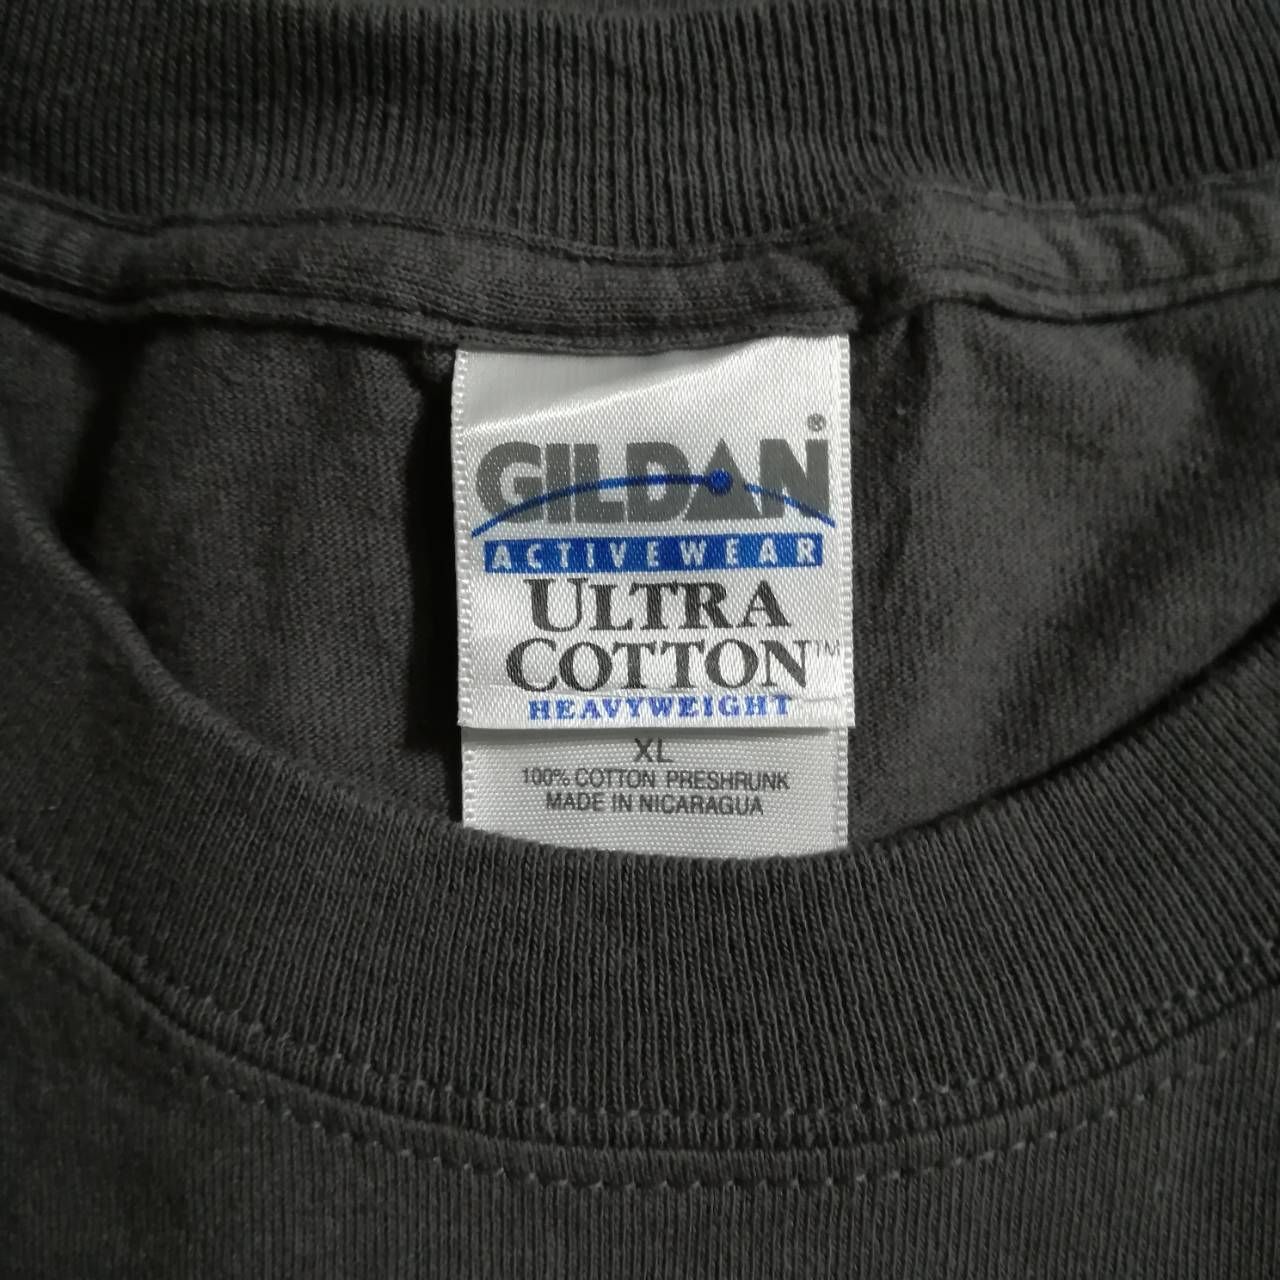 GILDAN®
ACTIVEWEAR
ULTRA
COTTON™
HEAVYWEIGHT
XL
100% COTTON PRESHRUNK
MADE IN NICARAGUA